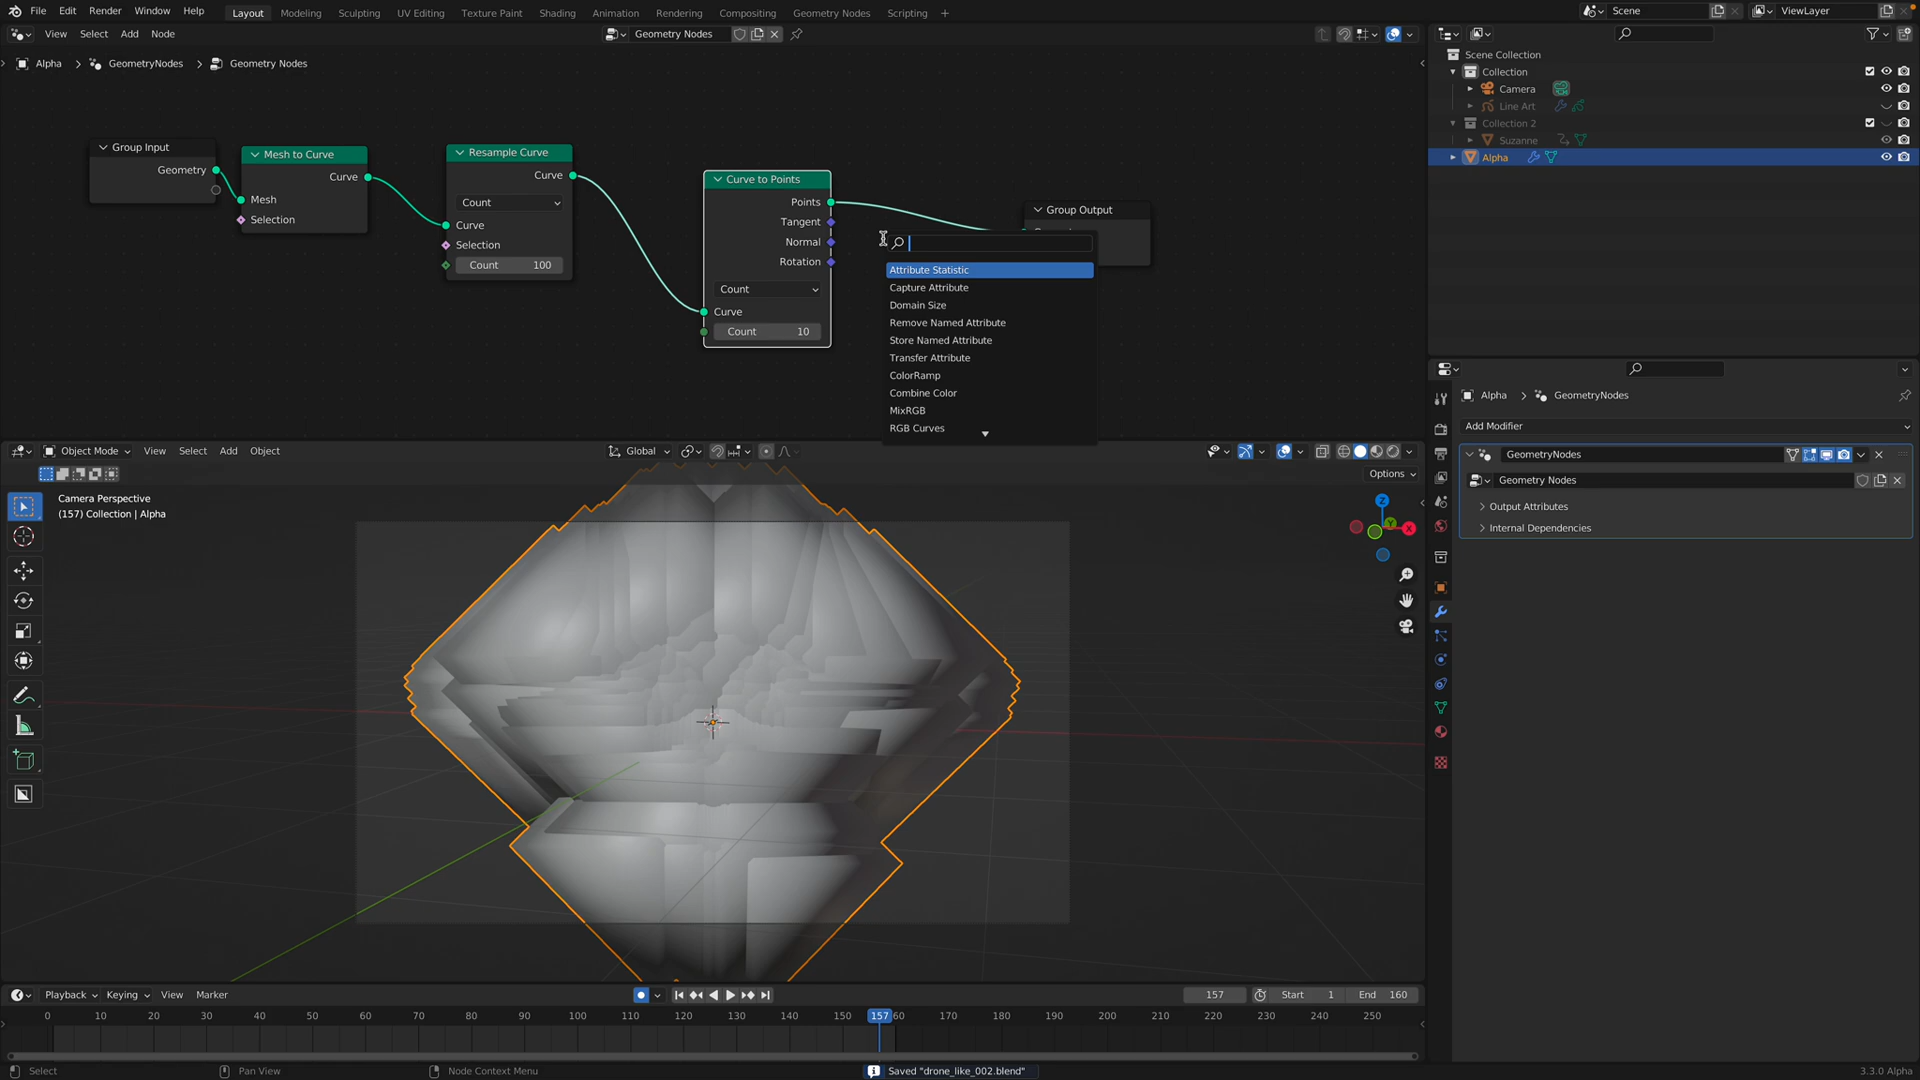 File Edit Render Window Help Layout Modeling Sculpting UV Editing Texture Paint Shading Animation Rendering Compositing Geometry Nodes Scripting Scene ViewLayer
View Select Add Node Geometry Nodes
Alpha GeometryNodes Geometry Nodes
Group Input
Geometry
Mesh to Curve
Curve
Mesh
Selection
Resample Curve
Curve
Count
Curve
Selection
Count 100
Curve to Points
Points
Tangent
Normal
Rotation
Count
Curve
Count 10
Group Output
Attribute Statistic
Capture Attribute
Domain Size
Remove Named Attribute
Store Named Attribute
Transfer Attribute
ColorRamp
Combine Color
MixRGB
RGB Curves
Scene Collection
Collection
Camera
Line Art
Collection 2
Suzanne
Alpha
Alpha GeometryNodes
Add Modifier
GeometryNodes
Geometry Nodes
Output Attributes
Internal Dependencies
Object Mode View Select Add Object Global
Options
Camera Perspective
(157) Collection | Alpha
Z
Y
X
Playback Keying View Marker 157 Start 1 End 160
0 10 20 30 40 50 60 70 80 90 100 110 120 130 140 150 157 60 170 180 190 200 210 220 230 240 250
Select Pan View Node Context Menu Saved "drone_like_002.blend" 3.3.0 Alpha